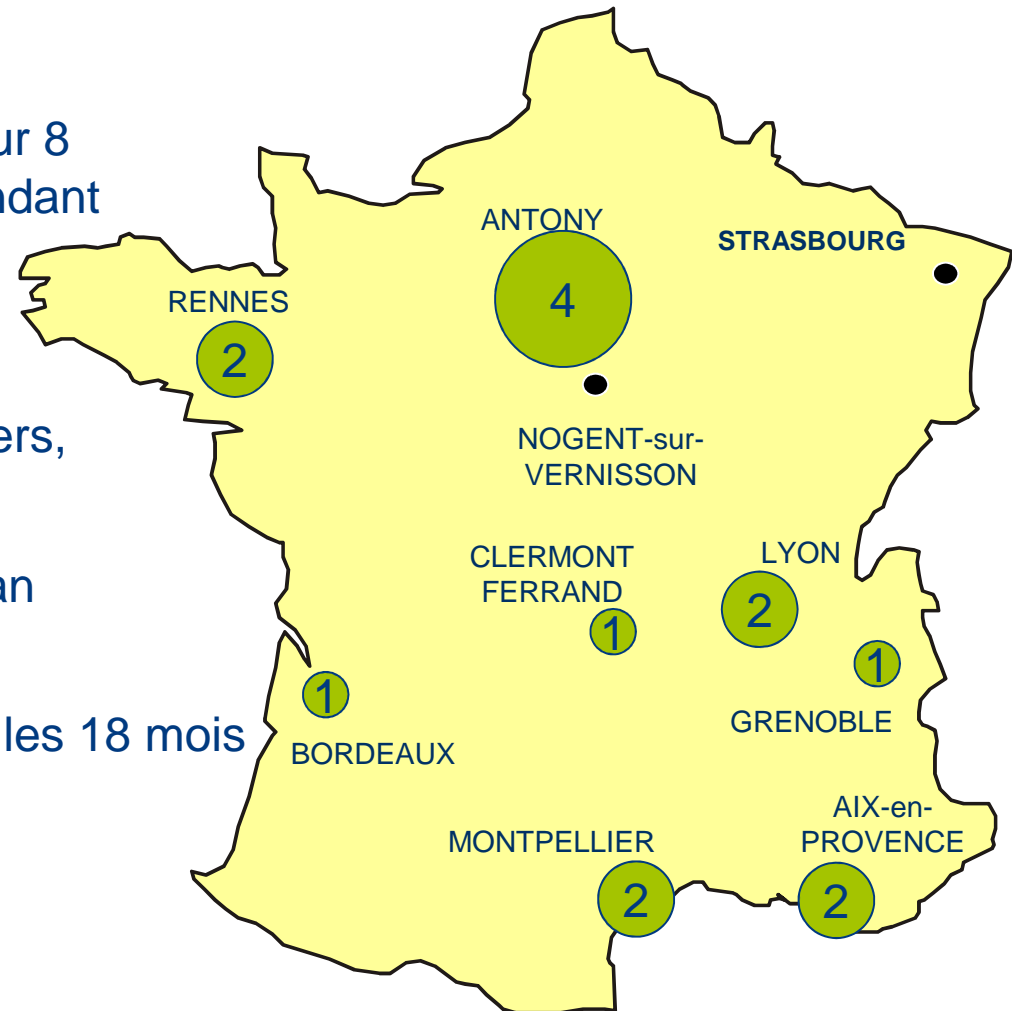 ur 8
ndant
ers,
an
les 18 mois
ANTONY
4
STRASBOURG
RENNES
2
NOGENT-sur-
VERNISSON
CLERMONT
FERRAND
1
LYON
2
1
GRENOBLE
1
BORDEAUX
MONTPELLIER
2
AIX-en-
PROVENCE
2